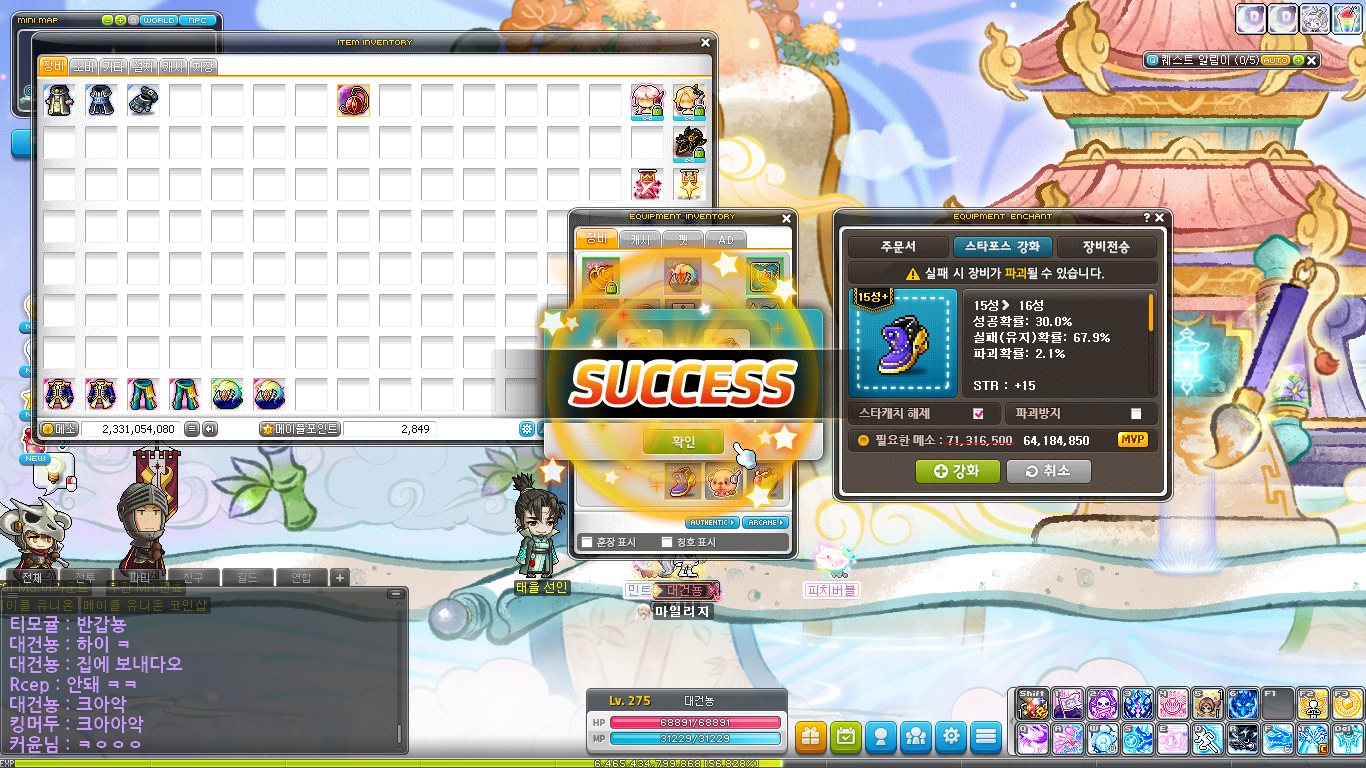 MINI MAP
WORLD
NPC
ITEM INVENTORY
장비 소비 기타 설치 캐시 치장
메소 2,331,054,080
메이플포인트 2,849
퀘스트 알림이 (0/5) AUTO
EQUIPMENT INVENTORY
장비 캐시 펫 A.D
SUCCESS
확인
AUTHENTIC
ARCANE
훈장 표시 칭호 표시
EQUIPMENT ENCHANT
주문서 스타포스 강화 장비전승
실패 시 장비가 파괴될 수 있습니다.
15성+
15성 > 16성
성공확률: 30.0%
실패(유지)확률: 67.9%
파괴확률: 2.1%
STR : +15
스타캐치 해제 파괴방지
필요한 메소 : 71,316,500 64,184,850 MVP
강화 취소
NEW
태을 선인
민트
대건뇽
피치버블
마일리지
전체 전투 파티 친구 길드 연합 +
이플 유니온 메이플 유니온 코인샵
티모귤 : 반갑뇽
대건뇽 : 하이 ㅋ
대건뇽 : 집에 보내다오
Rcep : 안돼 ㅋㅋ
대건뇽 : 크아악
킹머두 : 크아아악
커윤님 : ㅋㅇㅇㅇ
Lv. 275 대건뇽
HP 68891/68891
MP 31229/31229
EXP 6,465,434,799,868 [56.828%]
Shift
F1
F2
F3
Del